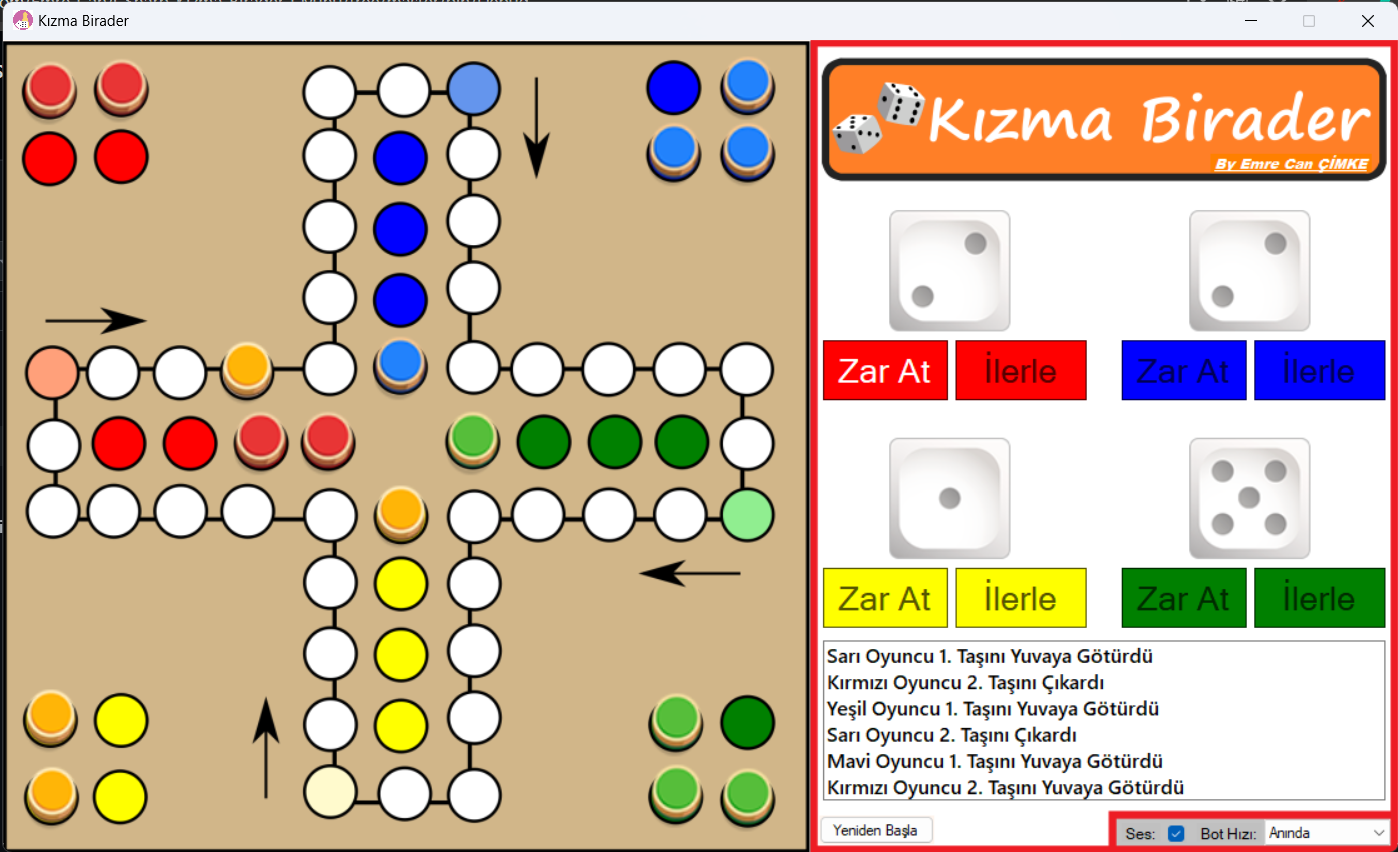 Kızma Birader
Kızma Birader
By Emre Can ÇİMKE
Zar At
İlerle
Zar At
İlerle
Zar At
İlerle
Zar At
İlerle
Sarı Oyuncu 1. Taşını Yuvaya Götürdü
Kırmızı Oyuncu 2. Taşını Çıkardı
Yeşil Oyuncu 1. Taşını Yuvaya Götürdü
Sarı Oyuncu 2. Taşını Çıkardı
Mavi Oyuncu 1. Taşını Yuvaya Götürdü
Kırmızı Oyuncu 2. Taşını Yuvaya Götürdü
Yeniden Başla
Ses:
Bot Hızı:
Anında